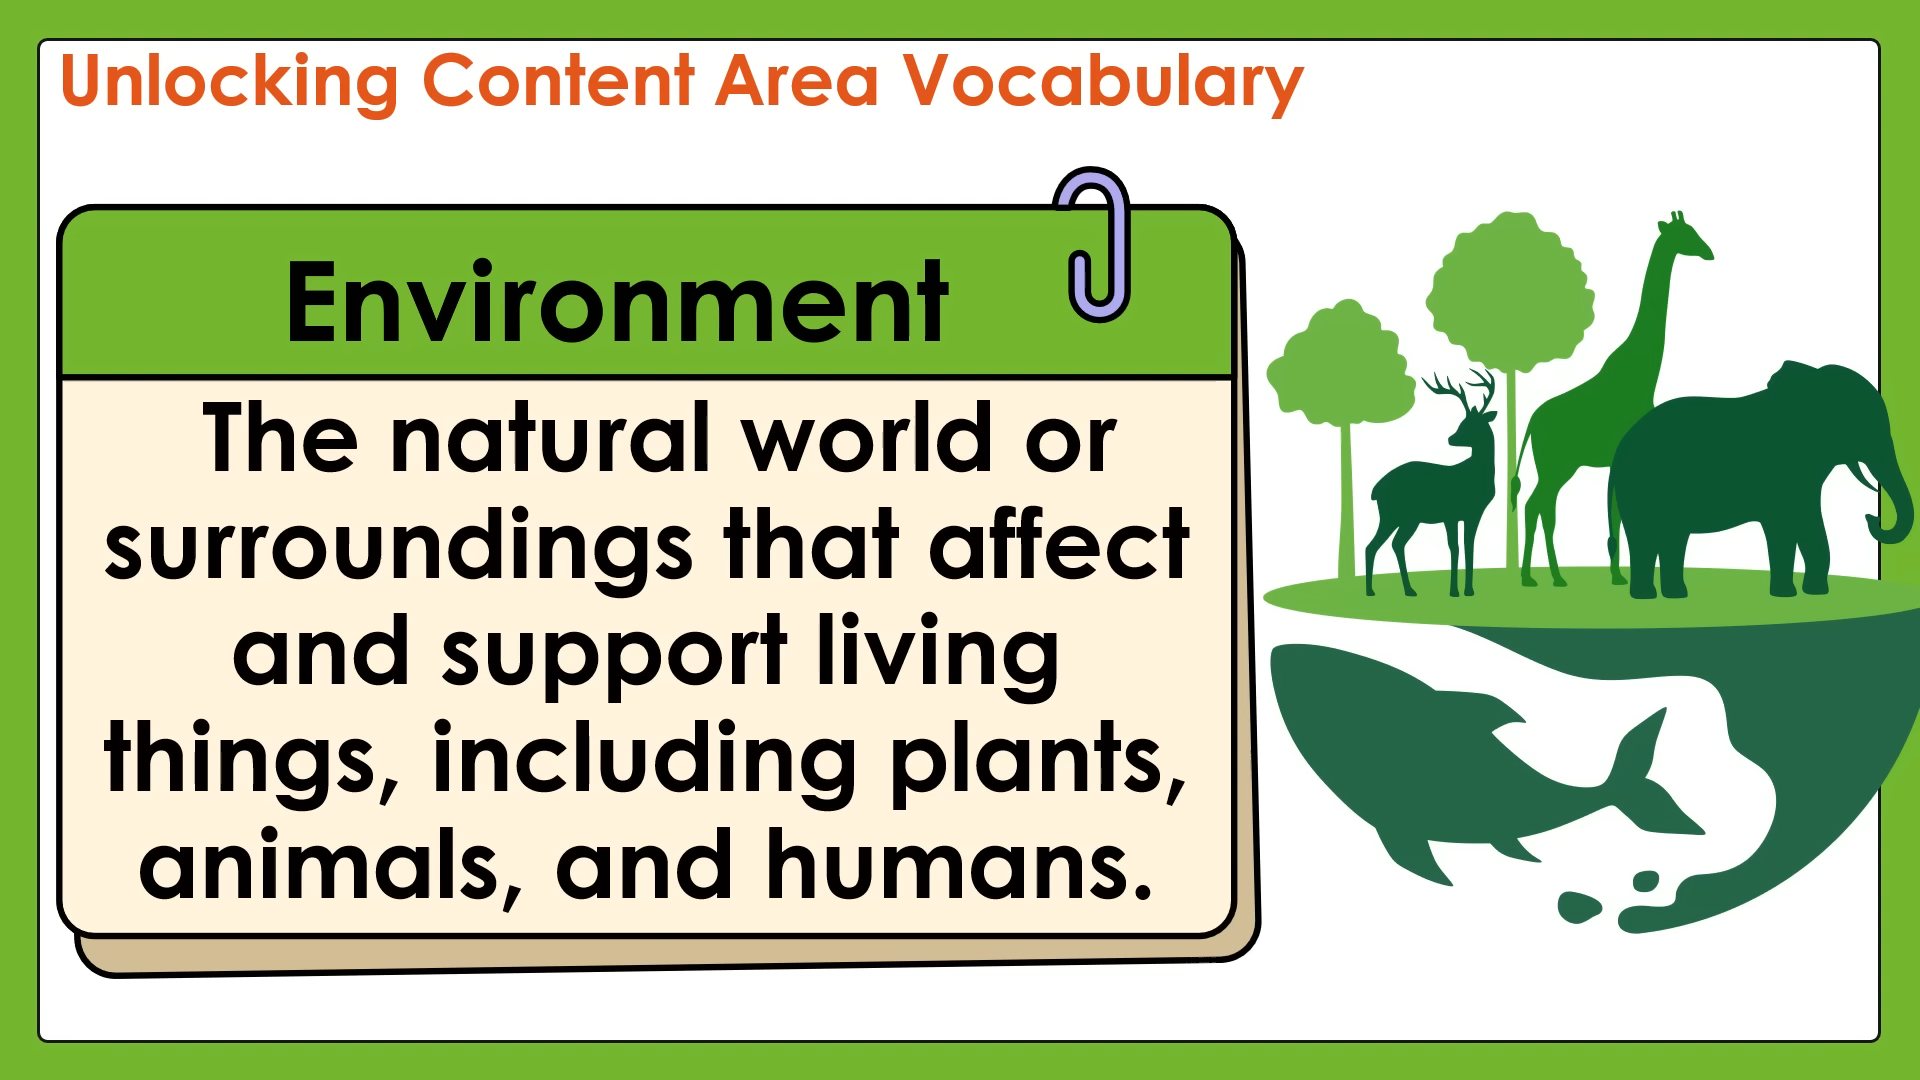 Unlocking Content Area Vocabulary
Environment
The natural world or
surroundings that affect
and support living
things, including plants,
animals, and humans.